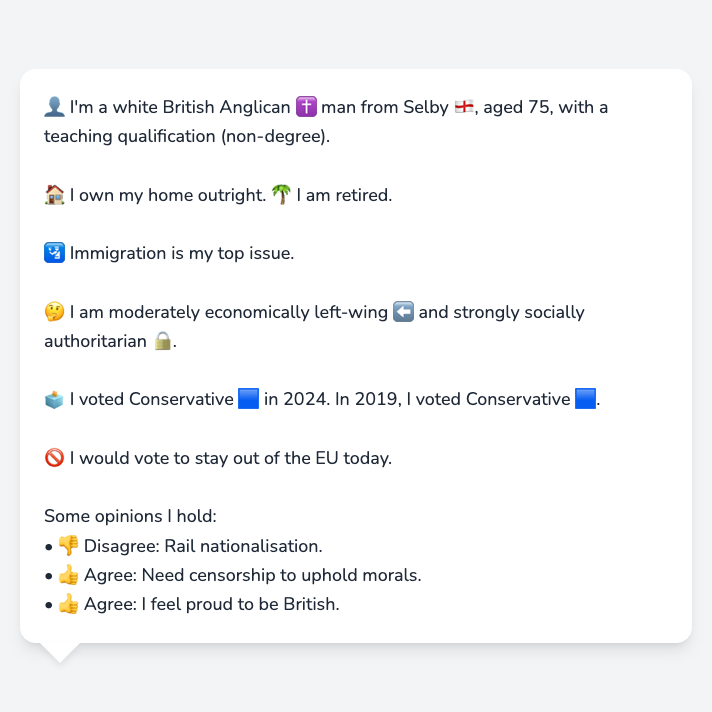 👤 I'm a white British Anglican ✝️ man from Selby 🏴󠁧󠁢󠁥󠁮󠁧󠁿, aged 75, with a
teaching qualification (non-degree).
🏠 I own my home outright. 🌴 I am retired.
🛂 Immigration is my top issue.
🤔 I am moderately economically left-wing ⬅️ and strongly socially
authoritarian 🔒.
🗳️ I voted Conservative 🟦 in 2024. In 2019, I voted Conservative 🟦.
🚫 I would vote to stay out of the EU today.
Some opinions I hold:
• 👎 Disagree: Rail nationalisation.
• 👍 Agree: Need censorship to uphold morals.
• 👍 Agree: I feel proud to be British.